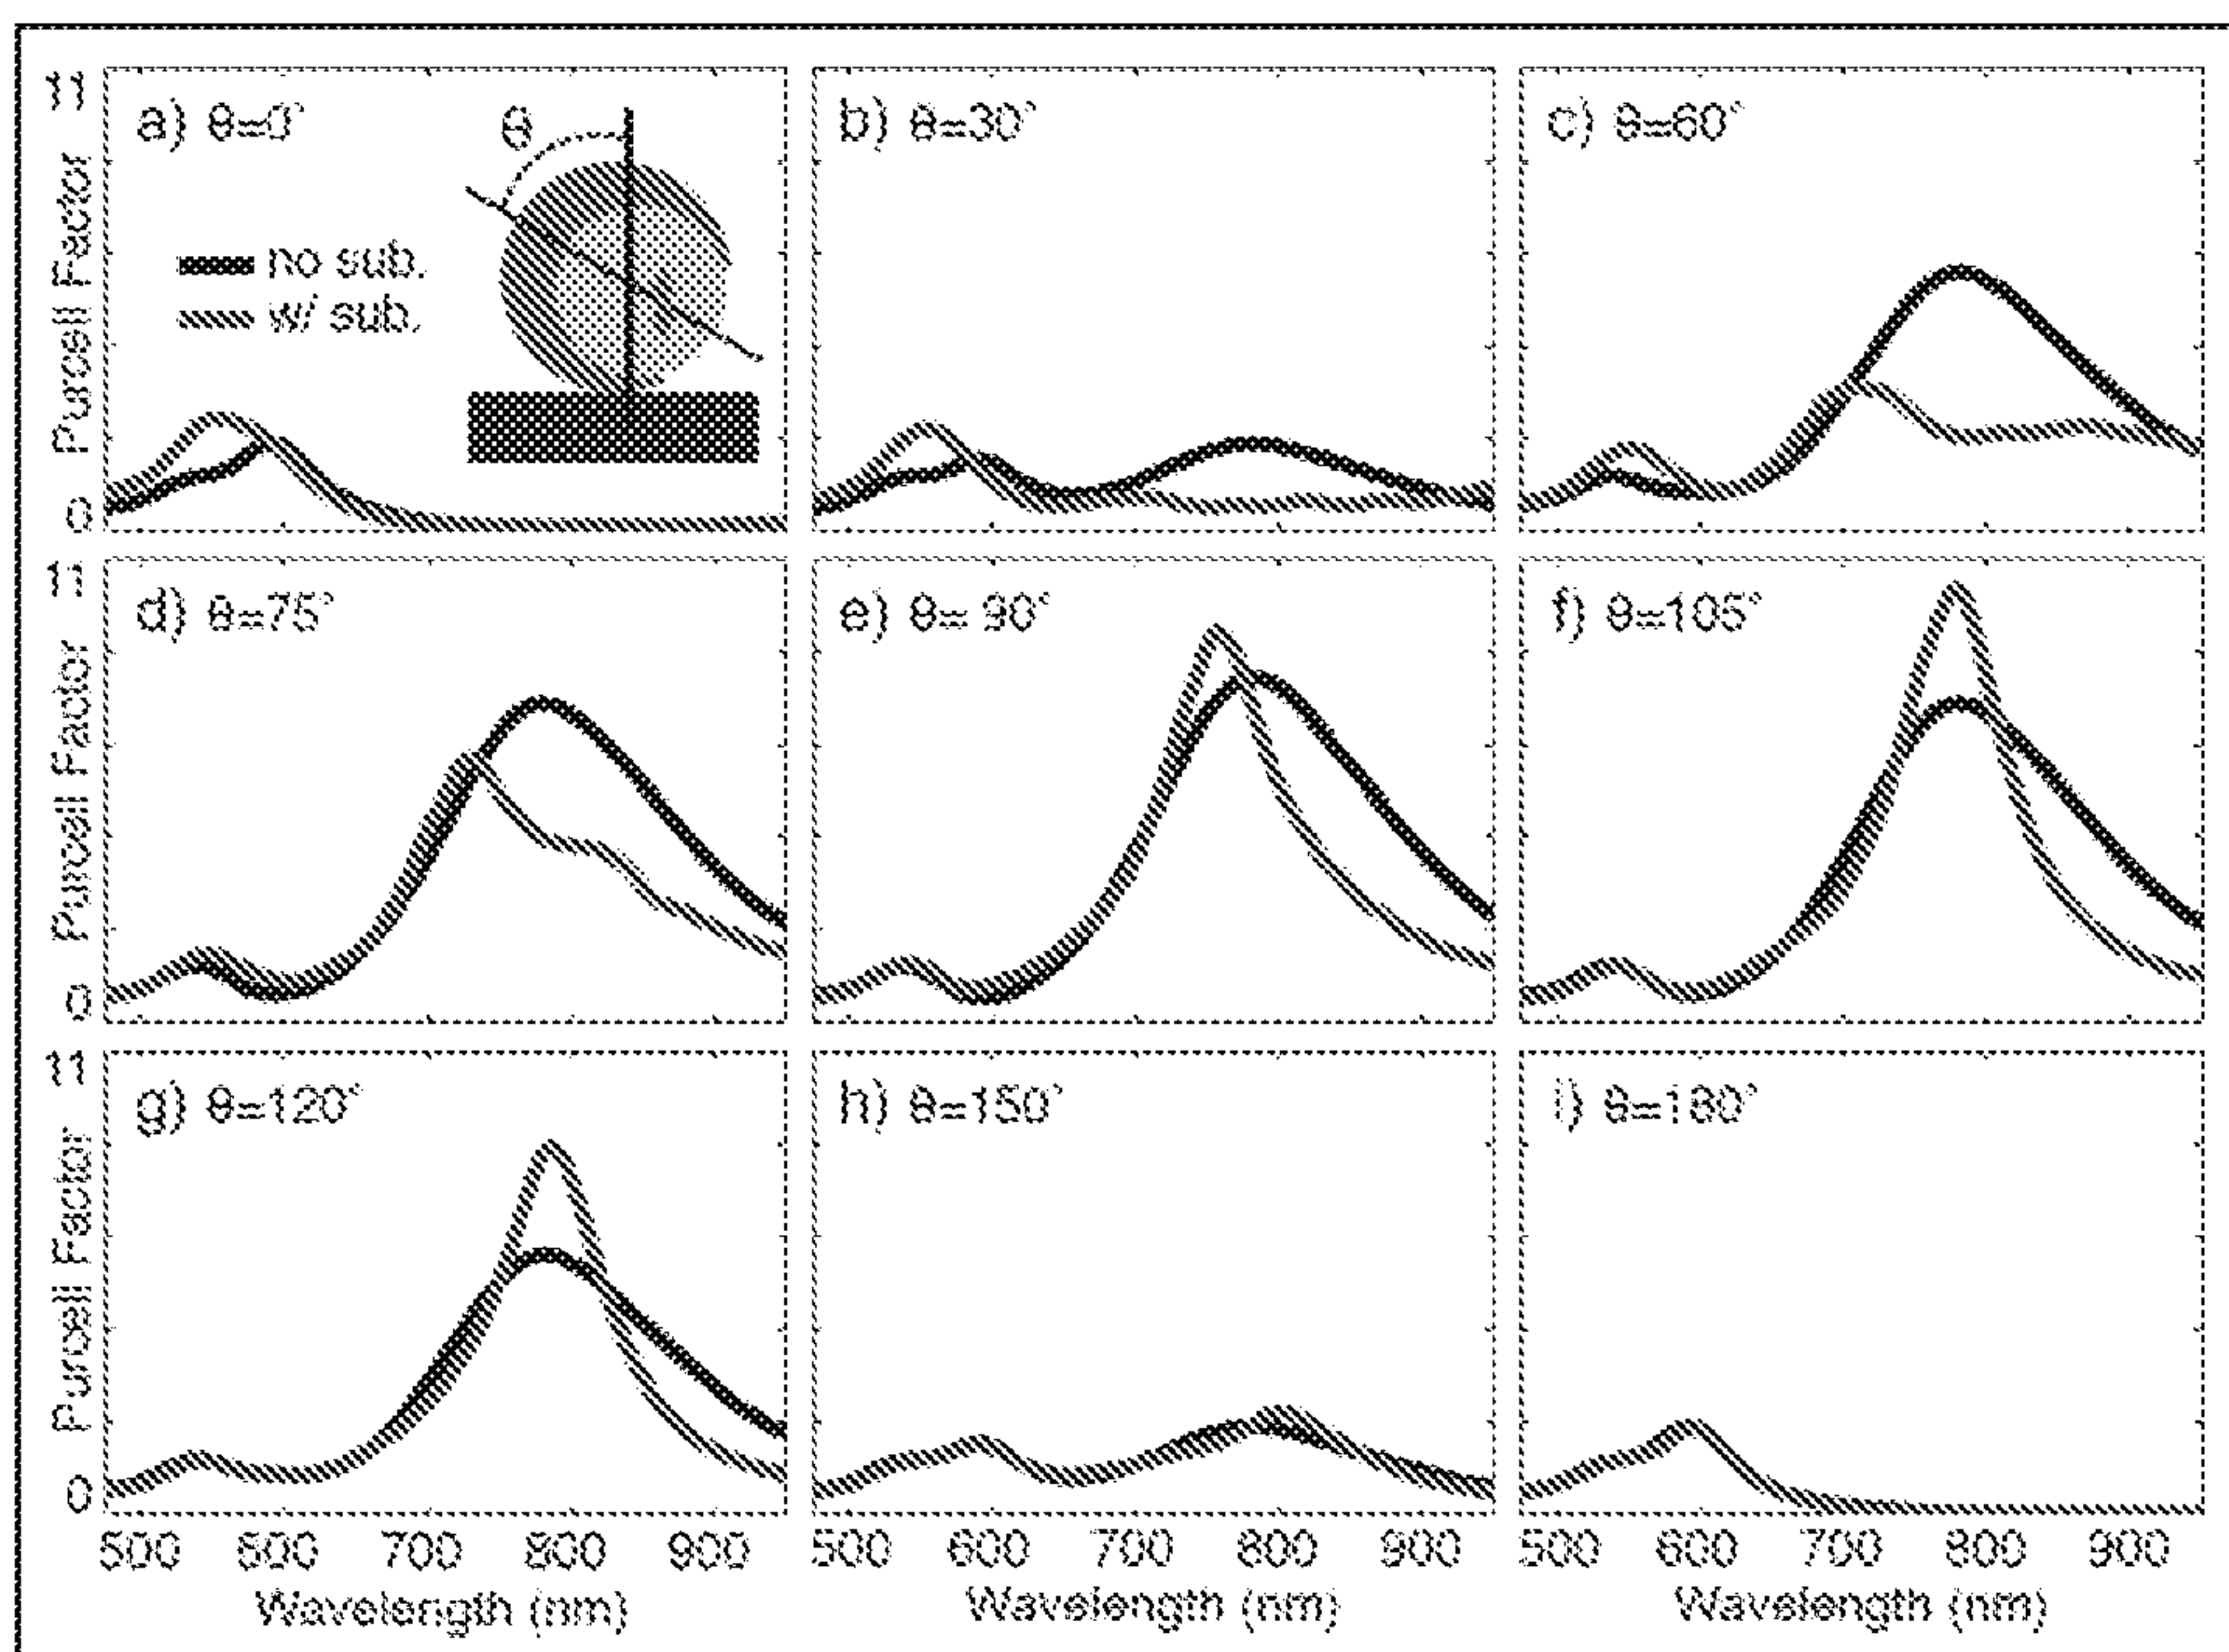 a) θ=0°
θ
no sub.
w/ sub.
b) θ=30°
c) θ=60°
Purcell Factor
0
11
d) θ=75°
e) θ= 90°
f) θ=105°
Purcell Factor
0
11
g) θ=120°
h) θ=150°
i) θ=180°
Purcell Factor
0
11
500 600 700 800 900
500 600 700 800 900
500 600 700 800 900
Wavelength (nm)
Wavelength (nm)
Wavelength (nm)